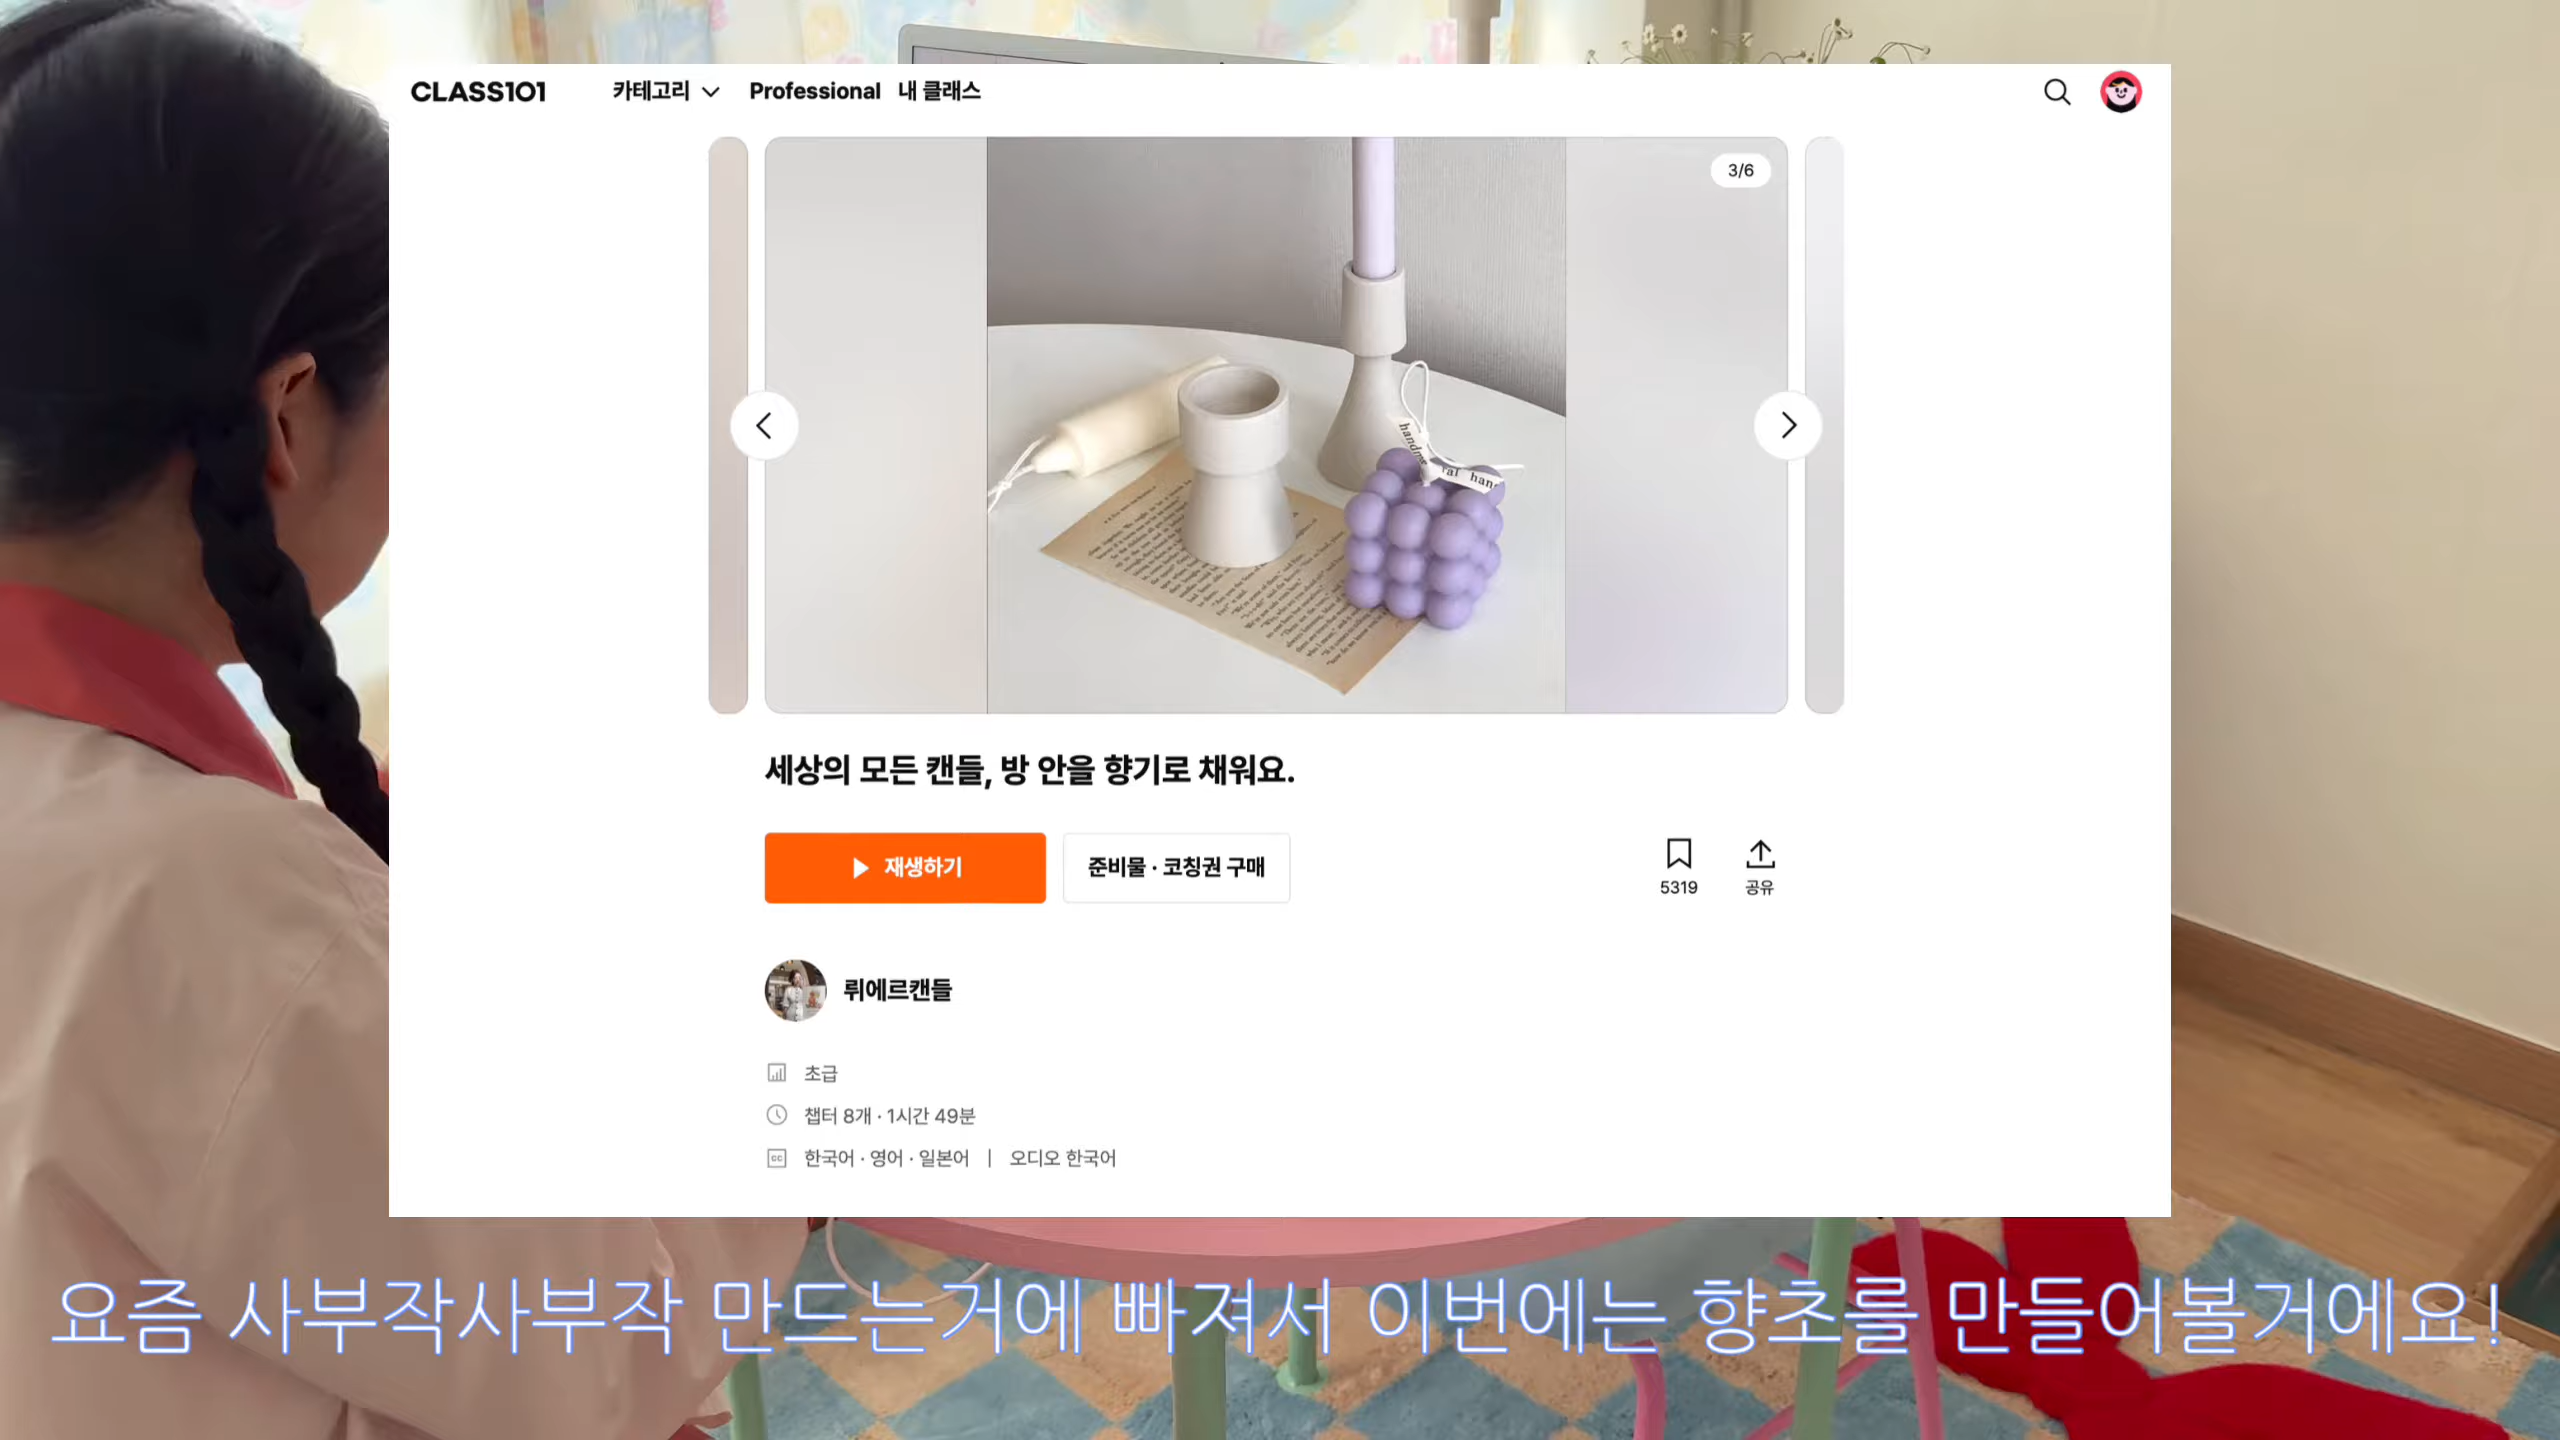 CLASS101
카테고리 Professional 내 클래스
3/6
세상의 모든 캔들, 방 안을 향기로 채워요.
재생하기
준비물 · 코칭권 구매
5319
공유
뤼에르캔들
초급
챕터 8개 · 1시간 49분
한국어 · 영어 · 일본어 | 오디오 한국어
요즘 사부작사부작 만드는거에 빠져서 이번에는 향초를 만들어볼거에요!